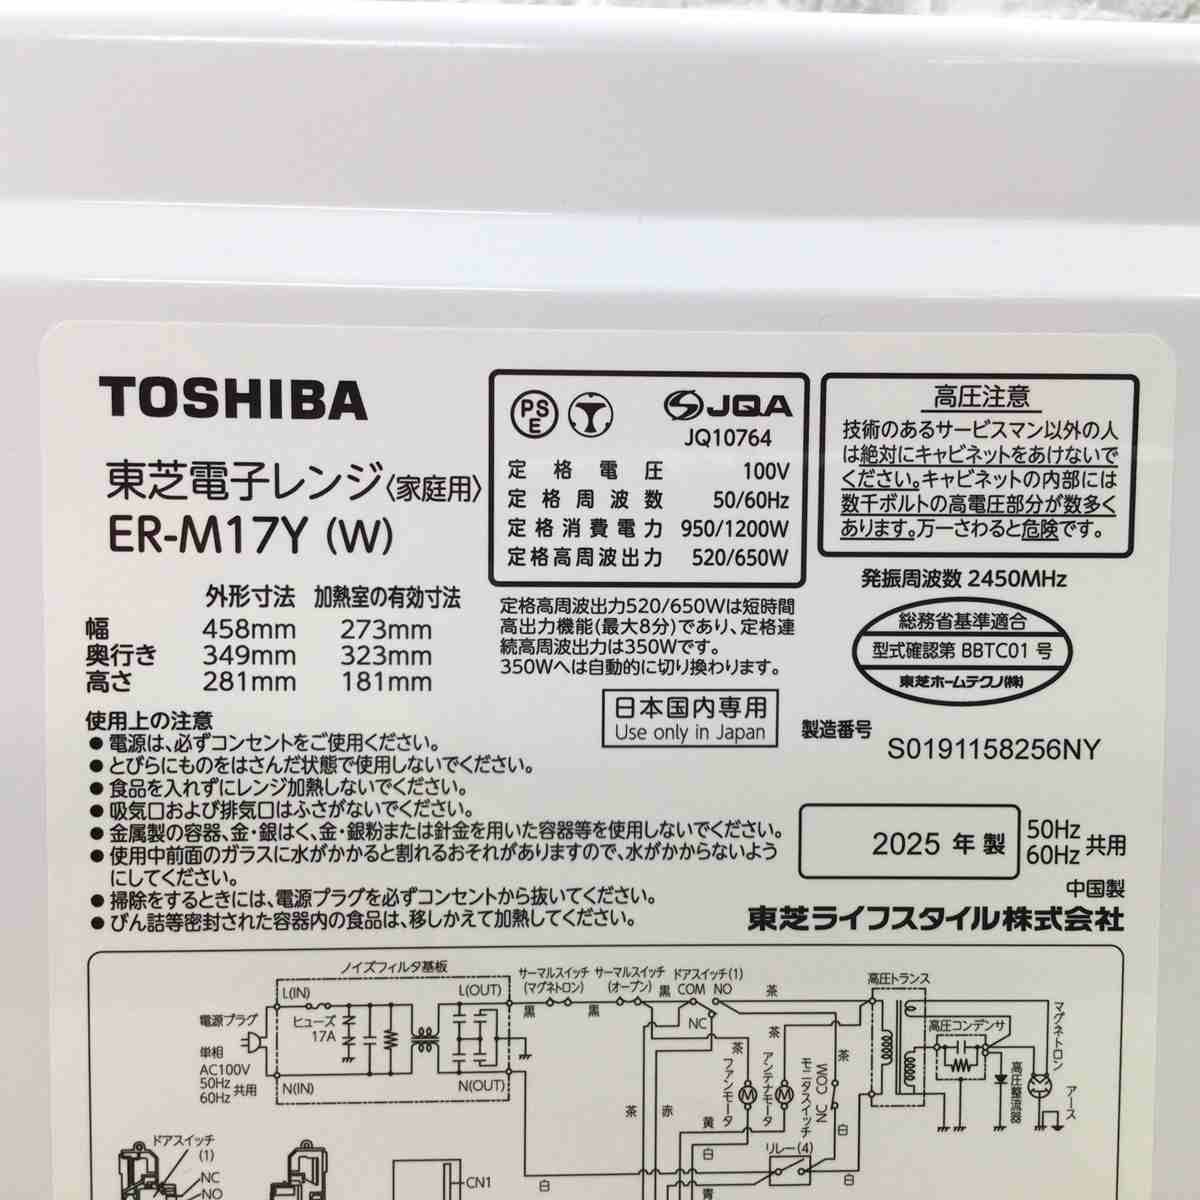 TOSHIBA
東芝電子レンジ〈家庭用〉
ER-M17Y (W)
外形寸法 加熱室の有効寸法
幅 458mm 273mm
奥行き 349mm 323mm
高さ 281mm 181mm
PS
E
JQA
JQ10764
定格電圧 100V
定格周波数 50/60Hz
定格消費電力 950/1200W
定格高周波出力 520/650W
定格高周波出力520/650Wは短時間
高出力機能(最大8分)であり、定格連
続高周波出力は350Wです。
350Wへは自動的に切り換わります。
日本国内専用
Use only in Japan
高圧注意
技術のあるサービスマン以外の人
は絶対にキャビネットをあけないで
ください。キャビネットの内部には
数千ボルトの高電圧部分が数多く
あります。万一さわると危険です。
発振周波数 2450MHz
総務省基準適合
型式確認第 BBTC01 号
東芝ホームテクノ(株)
製造番号 S0191158256NY
2025 年 製
50Hz
60Hz 共用
中国製
東芝ライフスタイル株式会社
使用上の注意
● 電源は、必ずコンセントをご使用ください。
● とびらにものをはさんだ状態で使用しないでください。
● 食品を入れずにレンジ加熱しないでください。
● 吸気口および排気口はふさがないでください。
● 金属製の容器、金・銀はく、金・銀粉または針金を用いた容器等を使用しないでください。
● 使用中前面のガラスに水がかかると割れるおそれがありますので、水がかからないよう
にしてください。
● 掃除をするときには、電源プラグを必ずコンセントから抜いてください。
● びん詰等密封された容器内の食品は、移しかえて加熱してください。
ノイズフィルタ基板
L(IN)
L(OUT)
ヒューズ
17A
N(IN)
N(OUT)
電源プラグ
単相
AC100V
50Hz
60Hz 共用
サーマルスイッチ
(マグネトロン)
サーマルスイッチ
(オープン)
ドアスイッチ(1)
黒
黒
黒
COM NO
NC
茶
高圧トランス
高圧コンデンサ
マグネトロン
高圧整流器
アース
茶
茶
茶
ファンモータ
アンテナモータ
モニタスイッチ
NC COM
M
M
茶
赤
黄
白
白
リレー(4)
白
白
青
ドアスイッチ
(1)
NC
NO
CN1